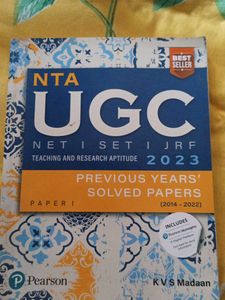 BEST
SELLER
NTA
UGC
NET | SET | JRF
TEACHING AND RESEARCH APTITUDE 2023
PREVIOUS YEARS'
SOLVED PAPERS
PAPER I (2014 - 2022)
INCLUDES
Pearson
K V S Madaan